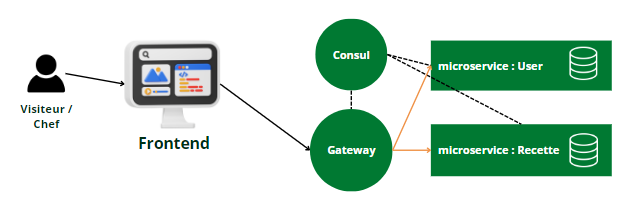 Visiteur /
Chef
Frontend
Consul
Gateway
microservice : User
microservice : Recette